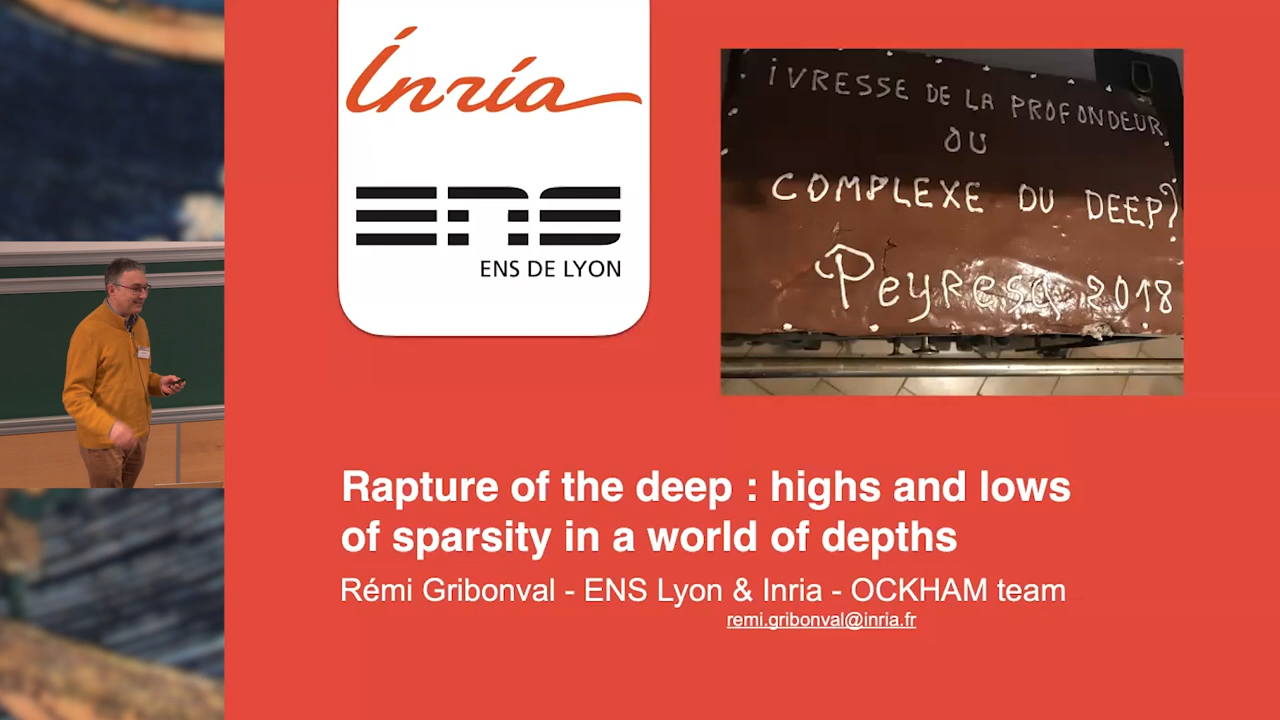 Inria
ENS
ENS DE LYON
iVRESSE DE LA PROFONDEUR
OU
COMPLEXE DU DEEP?
Peyresq 2018
Rapture of the deep : highs and lows
of sparsity in a world of depths
Rémi Gribonval - ENS Lyon & Inria - OCKHAM team
remi.gribonval@inria.fr